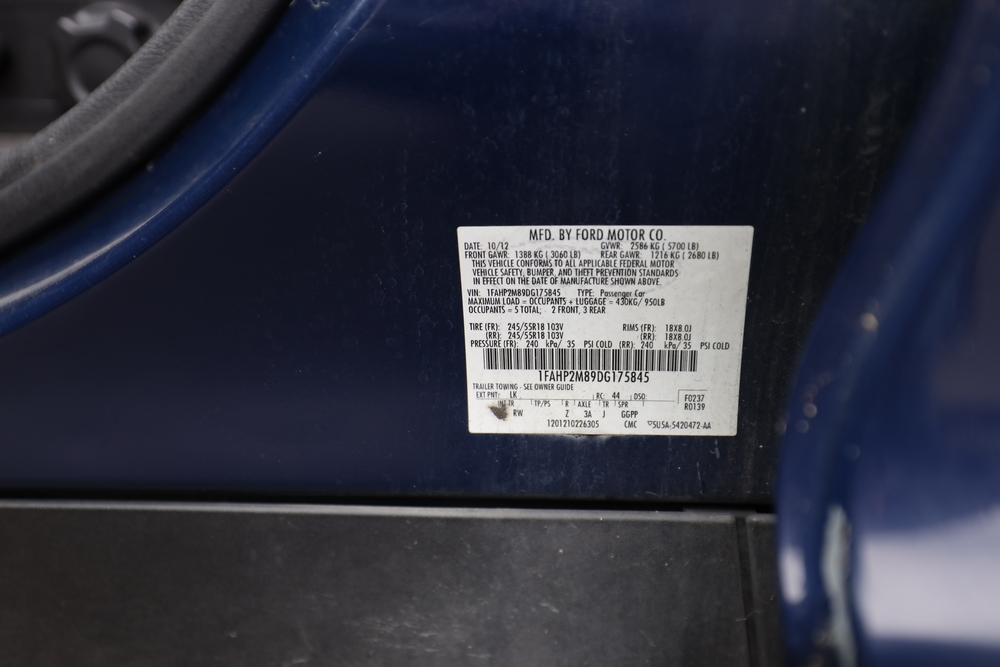 MFD. BY FORD MOTOR CO.
DATE: 10/12 GVWR: 2586 KG ( 5700 LB)
FRONT GAWR: 1388 KG ( 3060 LB) REAR GAWR: 1216 KG ( 2680 LB)
THIS VEHICLE CONFORMS TO ALL APPLICABLE FEDERAL MOTOR
VEHICLE SAFETY, BUMPER, AND THEFT PREVENTION STANDARDS
IN EFFECT ON THE DATE OF MANUFACTURE SHOWN ABOVE.
VIN: 1FAHP2M89DG175845 TYPE: Passenger Car
MAXIMUM LOAD = OCCUPANTS + LUGGAGE = 430KG/ 950LB
OCCUPANTS = 5 TOTAL; 2 FRONT, 3 REAR
TIRE (FR): 245/55R18 103V RIMS (FR): 18X8.0J
(RR): 245/55R18 103V (RR): 18X8.0J
PRESSURE (FR): 240 kPa/ 35 PSI COLD (RR): 240 kPa/ 35 PSI COLD
1FAHP2M89DG175845
TRAILER TOWING - SEE OWNER GUIDE
EXT PNT: LK RC: 44 DSO: F0237
INT TR TP/PS R AXLE TR SPR R0139
RW Z 3A J GGPP
1201210226305 CMC 5U5A-5420472-AA